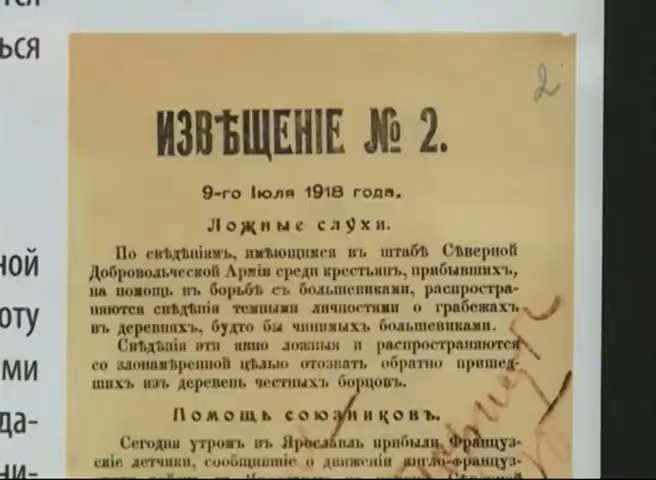 ться
ной
оту
ми
да-
ни-
2
ИЗВѢЩЕНІЕ № 2.
9-го Іюля 1918 года.
Ложные слухи.
По свѣдѣніямъ, имѣющимся въ штабѣ Сѣверной
Добровольческой Арміи среди крестьянъ, прибывшихъ,
на помощь въ борьбѣ съ большевиками, распростра-
няются свѣдѣнія темными личностями о грабежахъ
въ деревняхъ, будто бы чинимыхъ большевиками.
Свѣдѣнія эти явно ложныя и распространяются
со злонамѣренной цѣлью отозвать обратно пришед-
шихъ изъ деревень честныхъ борцовъ.
Помощь союзниковъ.
Сегодня утромъ въ Ярославль прибыли Француз-
скіе летчики, сообщившіе о движеніи англо-француз-